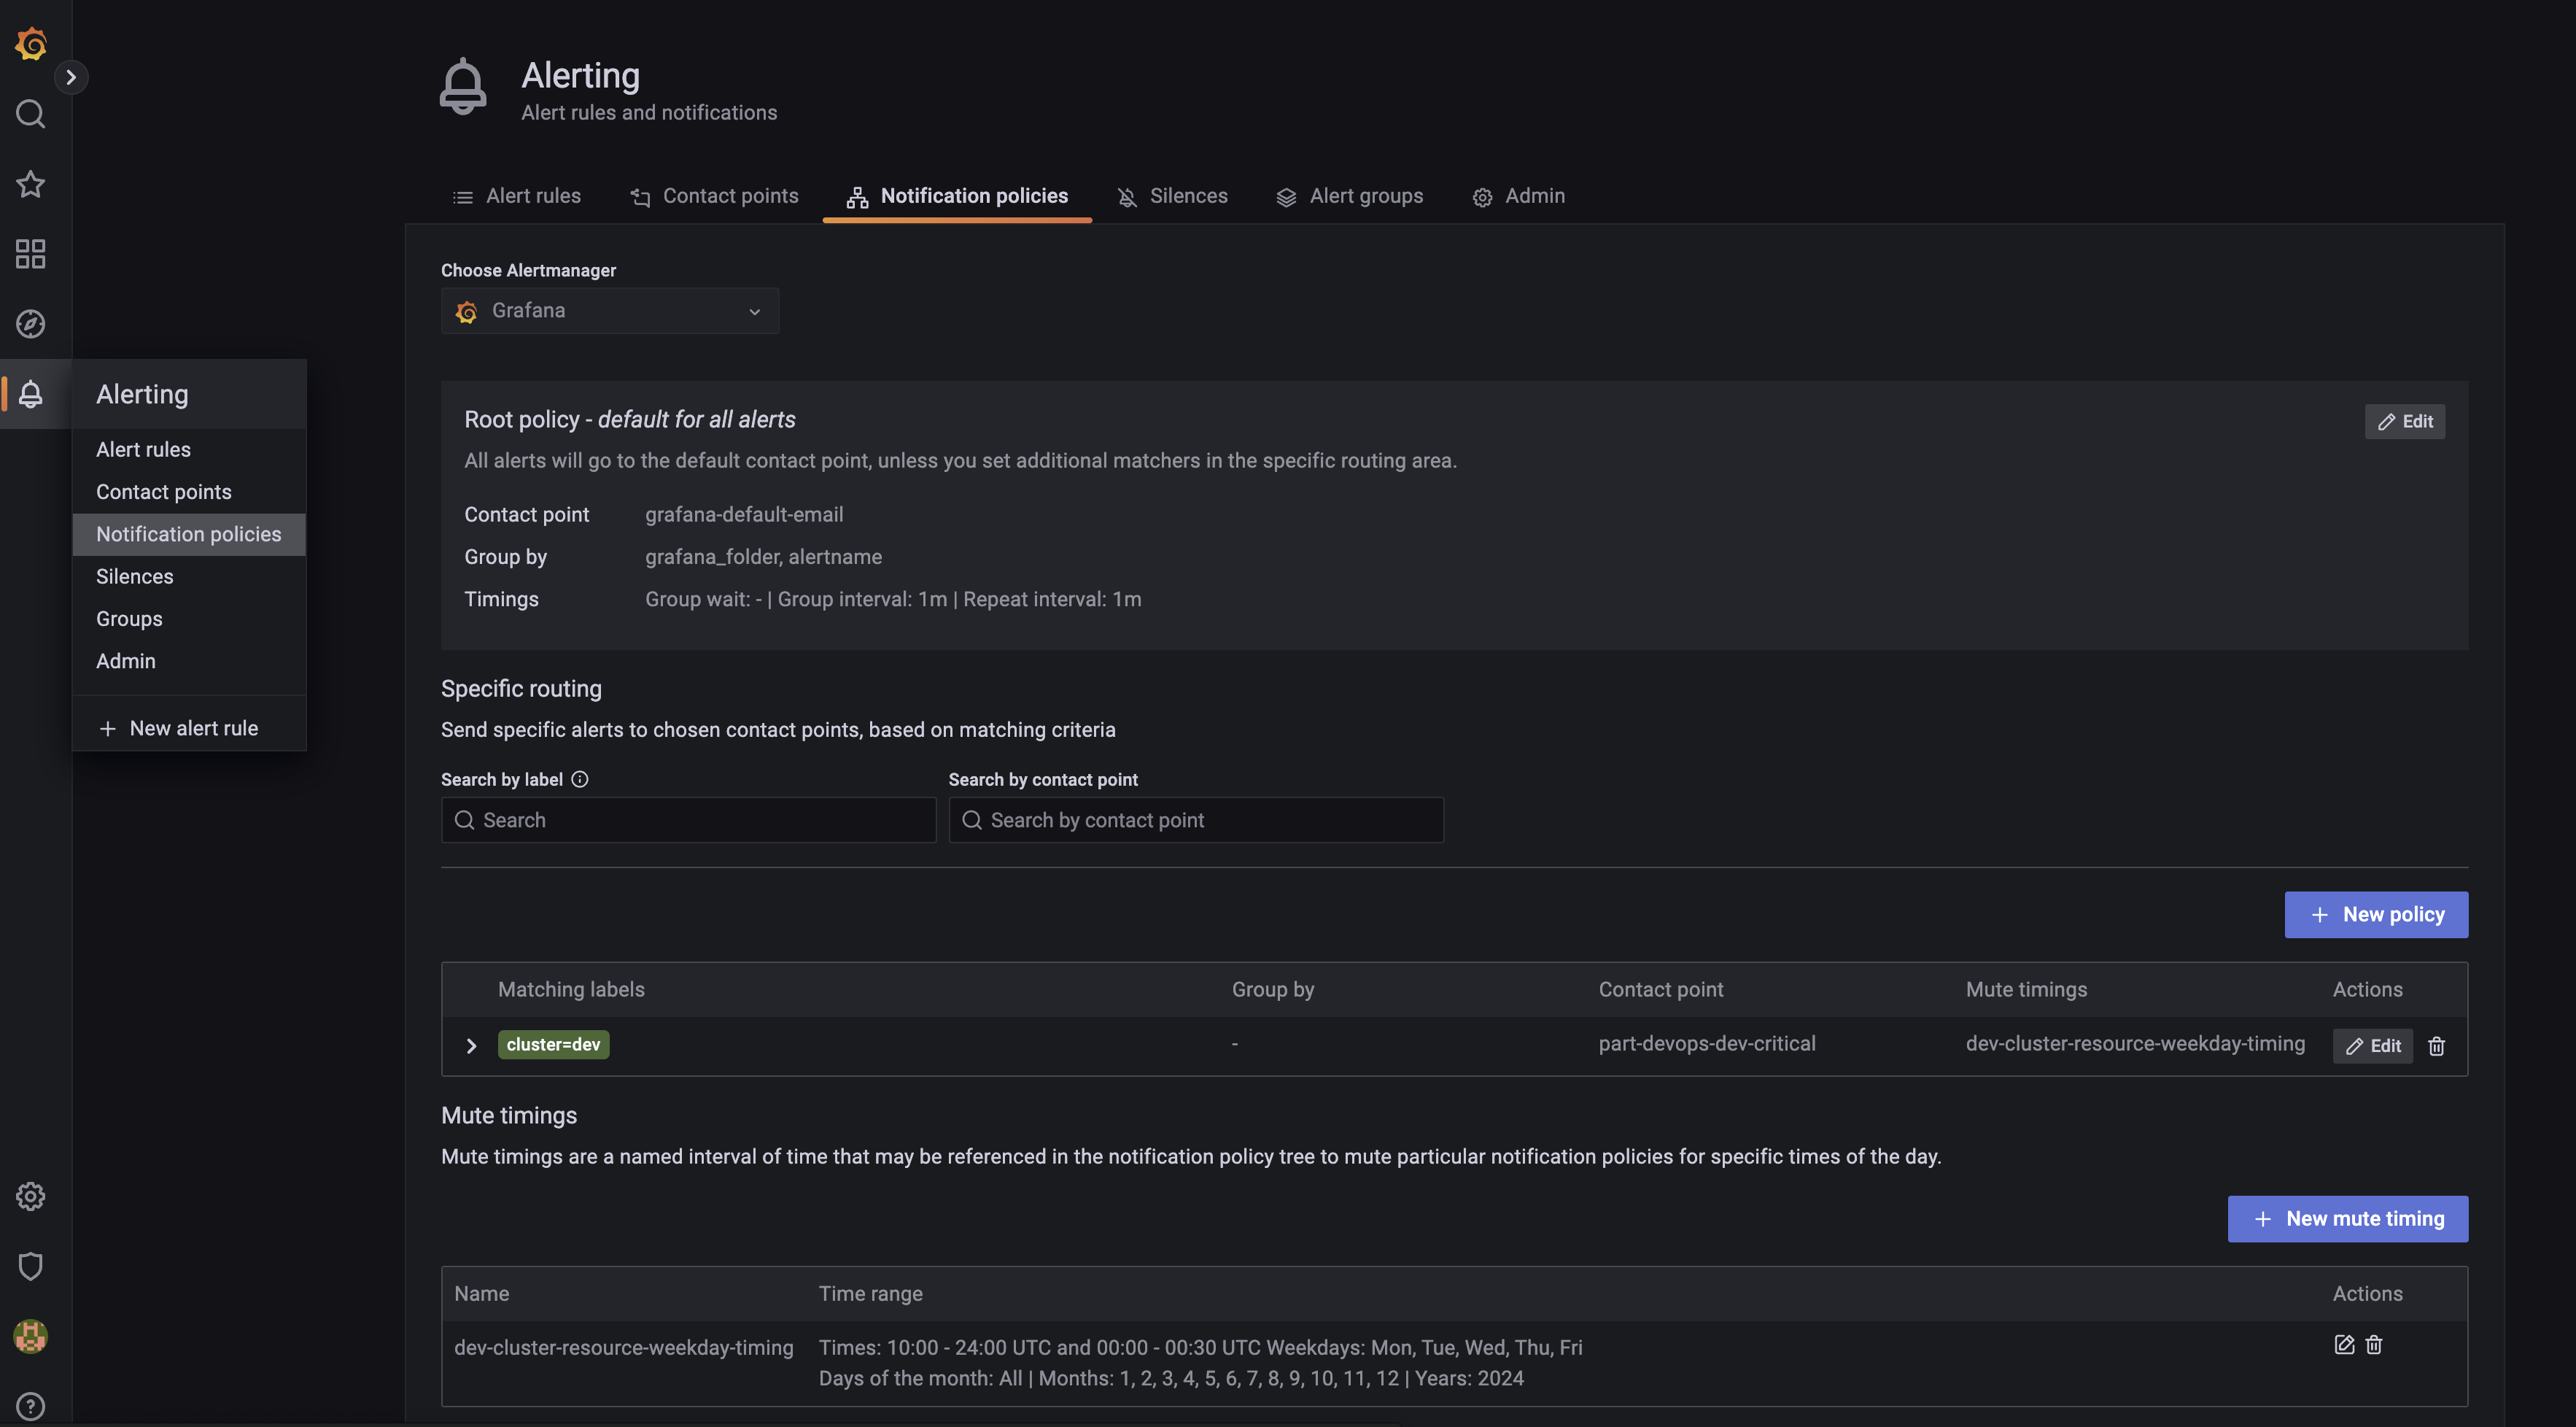 Alerting
Alert rules and notifications
Alert rules
Contact points
Notification policies
Silences
Alert groups
Admin
Choose Alertmanager
Grafana
Alerting
Alert rules
Contact points
Notification policies
Silences
Groups
Admin
+ New alert rule
Root policy - default for all alerts
Edit
All alerts will go to the default contact point, unless you set additional matchers in the specific routing area.
Contact point grafana-default-email
Group by grafana_folder, alertname
Timings Group wait: - | Group interval: 1m | Repeat interval: 1m
Specific routing
Send specific alerts to chosen contact points, based on matching criteria
Search by label Search by contact point
Search Search by contact point
+ New policy
Matching labels Group by Contact point Mute timings Actions
cluster=dev - part-devops-dev-critical dev-cluster-resource-weekday-timing Edit
Mute timings
Mute timings are a named interval of time that may be referenced in the notification policy tree to mute particular notification policies for specific times of the day.
+ New mute timing
Name Time range Actions
dev-cluster-resource-weekday-timing Times: 10:00 - 24:00 UTC and 00:00 - 00:30 UTC Weekdays: Mon, Tue, Wed, Thu, Fri
Days of the month: All | Months: 1, 2, 3, 4, 5, 6, 7, 8, 9, 10, 11, 12 | Years: 2024